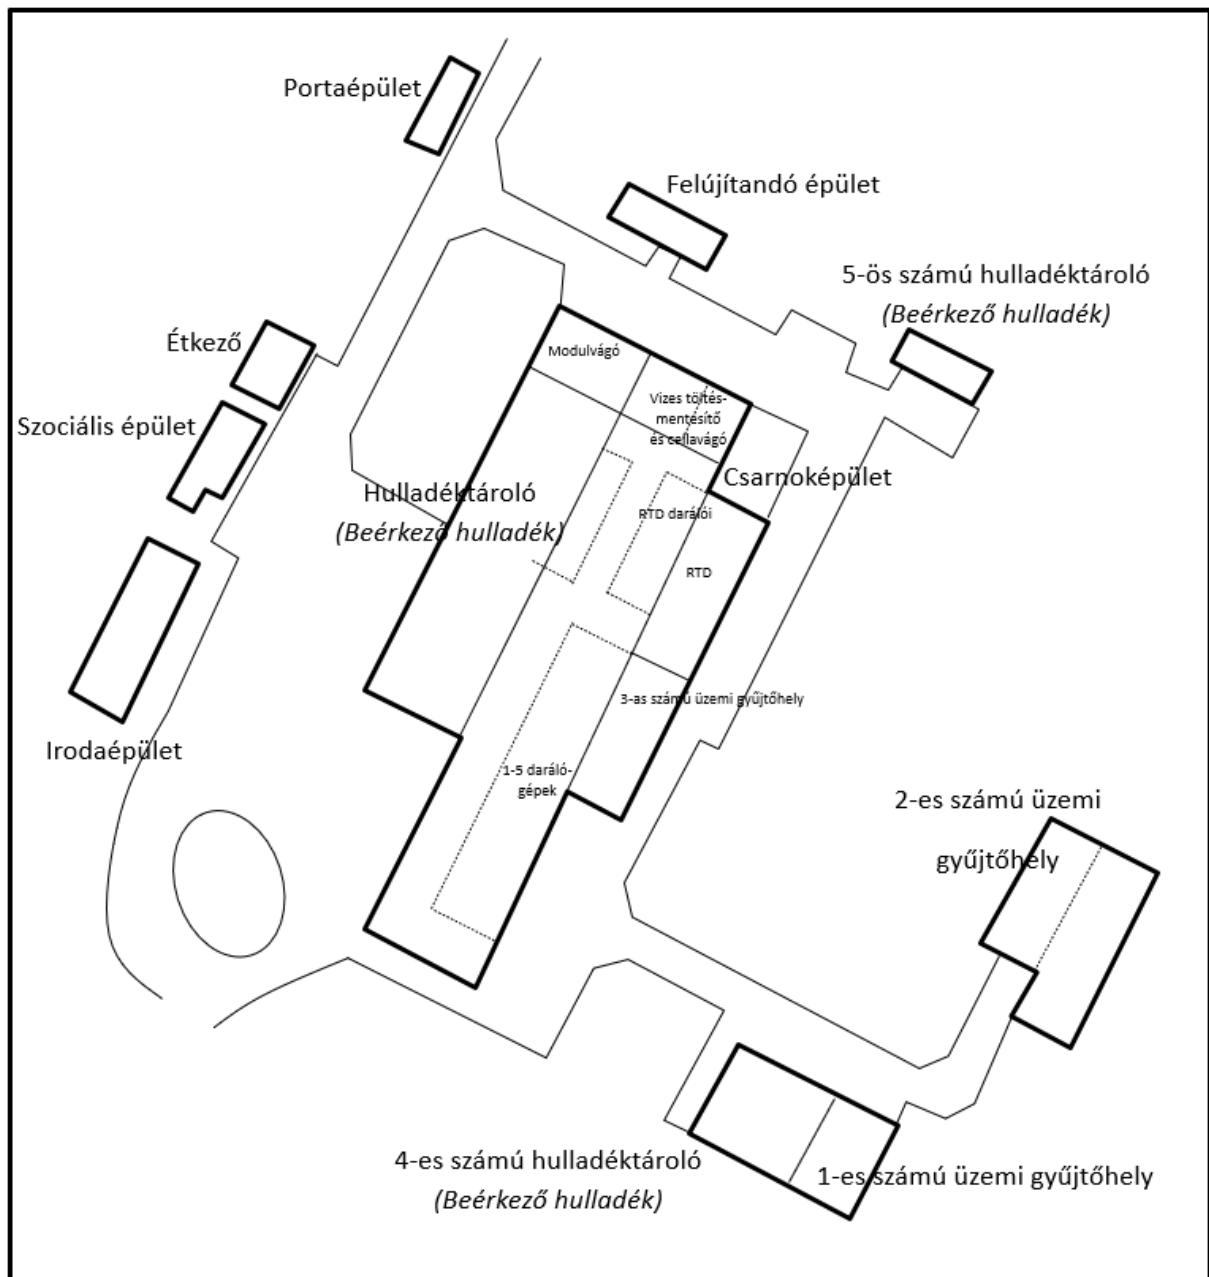 Portaépület
Felújítandó épület
5-ös számú hulladéktároló
(Beérkező hulladék)
Étkező
Modulvágó
Vizes töltés-
mentésítő
és cellavágó
Szociális épület
Csarnoképület
Hulladéktároló
(Beérkező hulladék)
RTD darálói
RTD
3-as számú üzemi gyűjtőhely
Irodaépület
1-5 daráló-
gépek
2-es számú üzemi
gyűjtőhely
4-es számú hulladéktároló
(Beérkező hulladék)
1-es számú üzemi gyűjtőhely